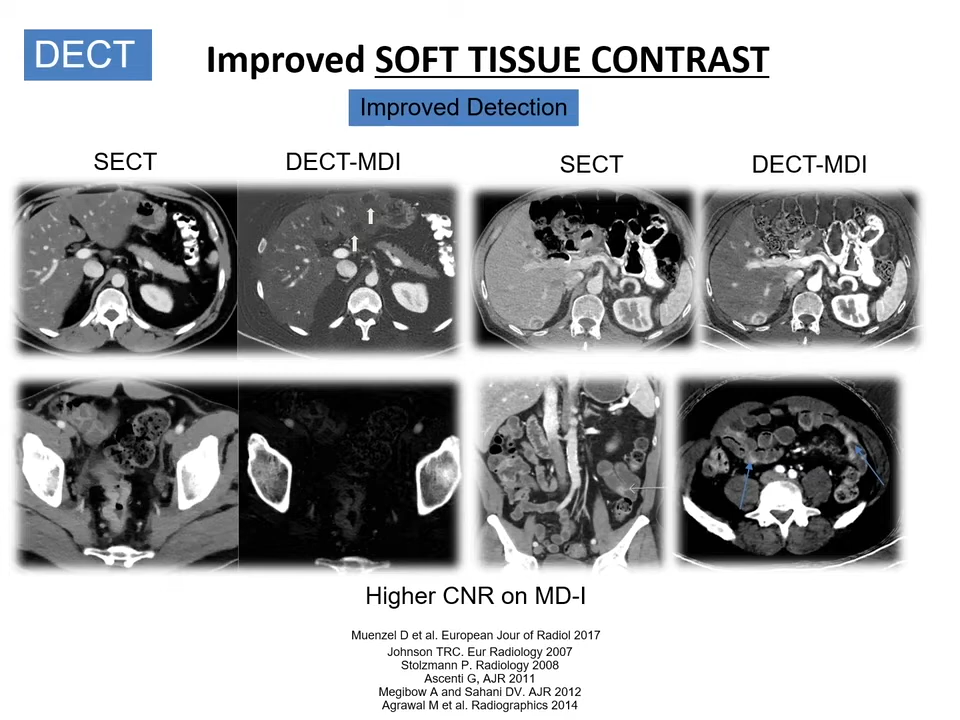 DECT
Improved SOFT TISSUE CONTRAST
Improved Detection
SECT
DECT-MDI
SECT
DECT-MDI
Higher CNR on MD-I
Muenzel D et al. European Jour of Radiol 2017
Johnson TRC. Eur Radiology 2007
Stolzmann P. Radiology 2008
Ascenti G, AJR 2011
Megibow A and Sahani DV. AJR 2012
Agrawal M et al. Radiographics 2014